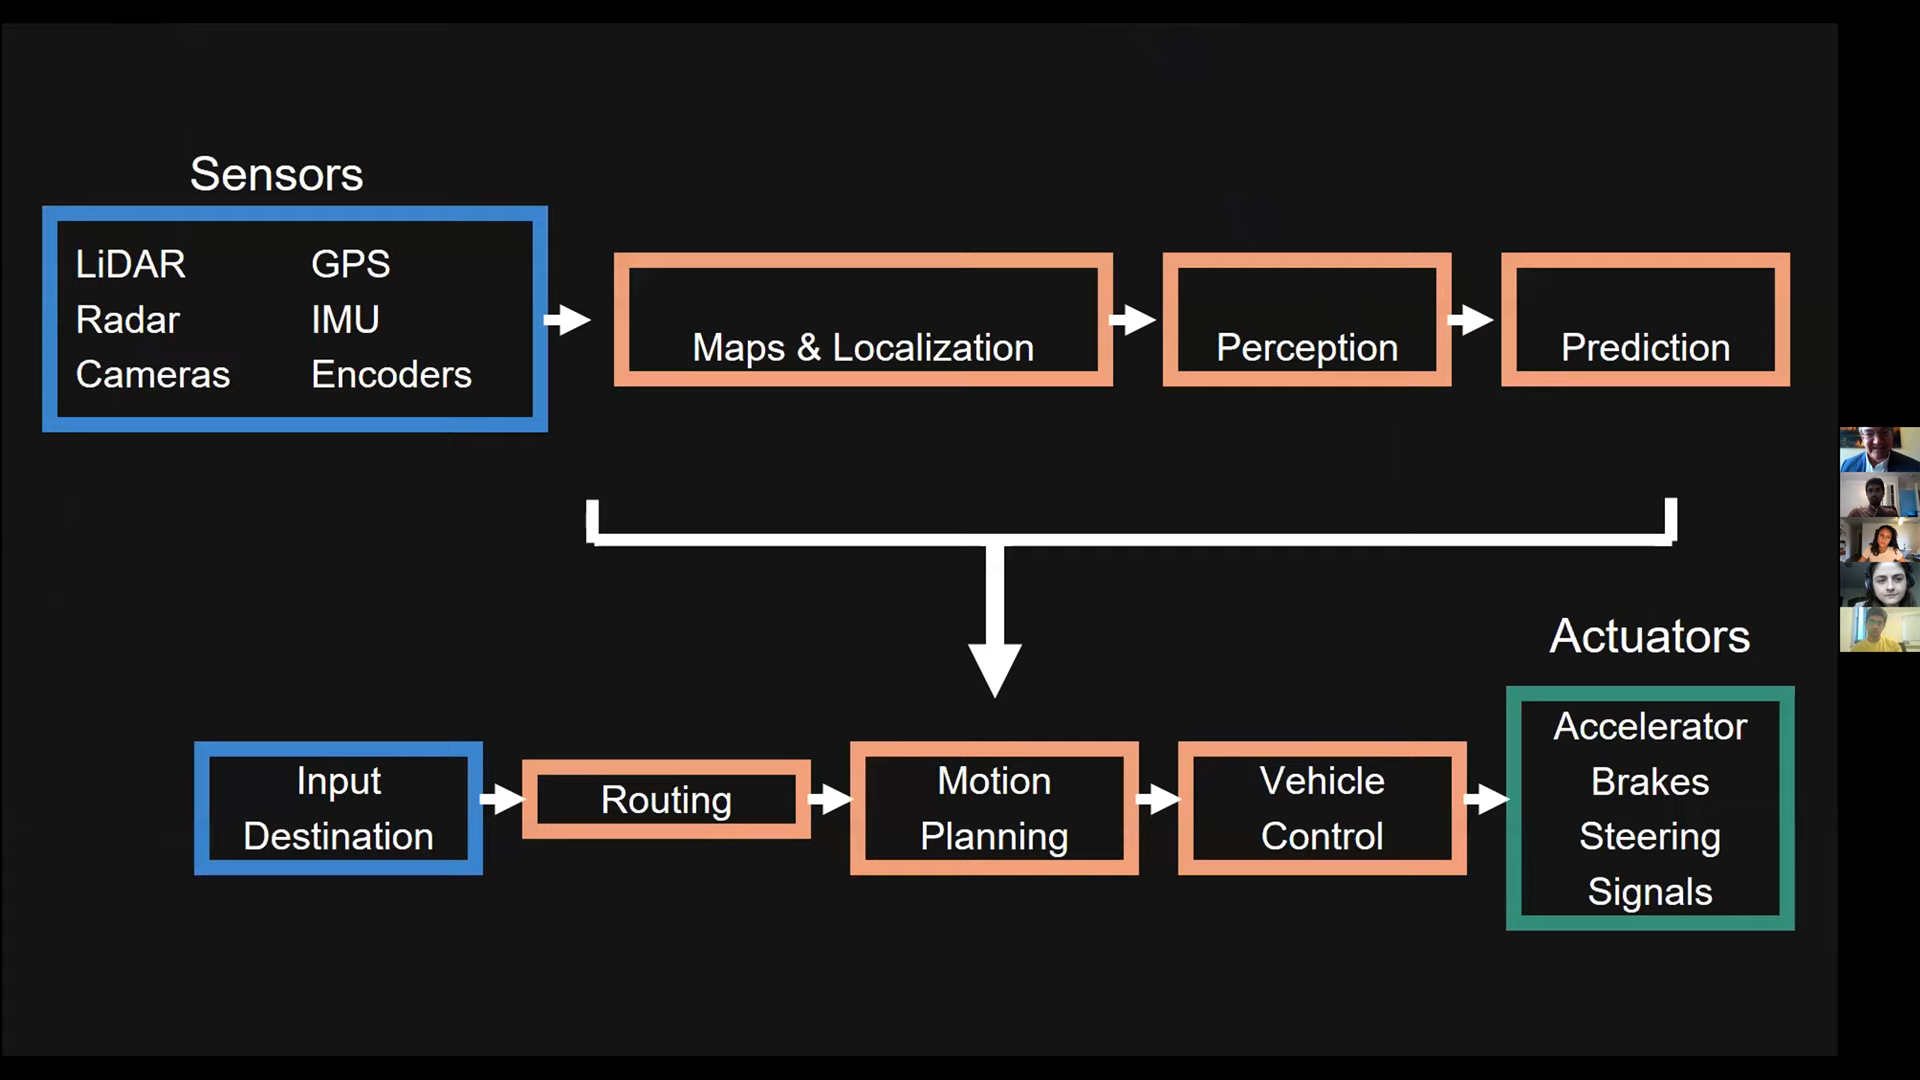 Sensors
LiDAR GPS
Radar IMU
Cameras Encoders
Maps & Localization
Perception
Prediction
Actuators
Input
Destination
Routing
Motion
Planning
Vehicle
Control
Accelerator
Brakes
Steering
Signals